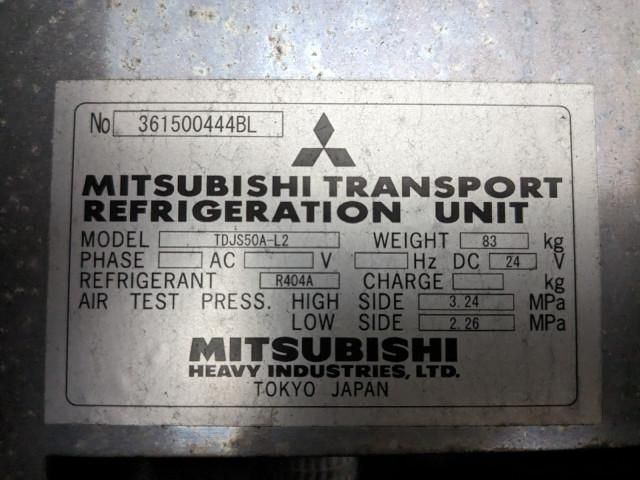 No 361500444BL
MITSUBISHI TRANSPORT
REFRIGERATION UNIT
MODEL TDJS50A-L2 WEIGHT 83 kg
PHASE AC V Hz DC 24 V
REFRIGERANT R404A CHARGE kg
AIR TEST PRESS. HIGH SIDE 3.24 MPa
LOW SIDE 2.26 MPa
MITSUBISHI
HEAVY INDUSTRIES, LTD.
TOKYO JAPAN